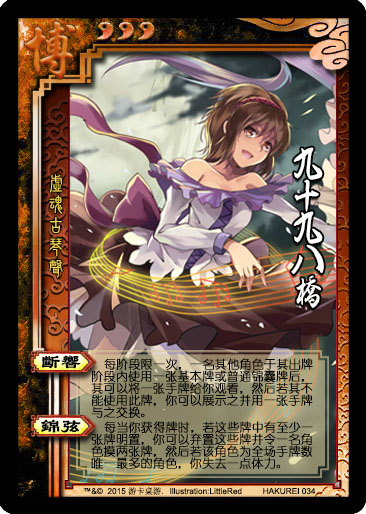 博
虛魂古琴聲
九十九八橋
斷響
每阶段限一次，一名其他角色于其出牌
阶段内使用一张基本牌或普通锦囊牌后，
其可以将一张手牌给你观看，然后若其不
能使用此牌，你可以展示之并用一张手牌
与之交换。
錦弦
每当你获得牌时，若这些牌中有至少一
张牌明置，你可以弃置这些牌并令一名角
色摸两张牌，然后若该角色为全场手牌数
唯一最多的角色，你失去一点体力。
™&© 2015 游卡桌游. Illustration:LittleRed HAKUREI 034